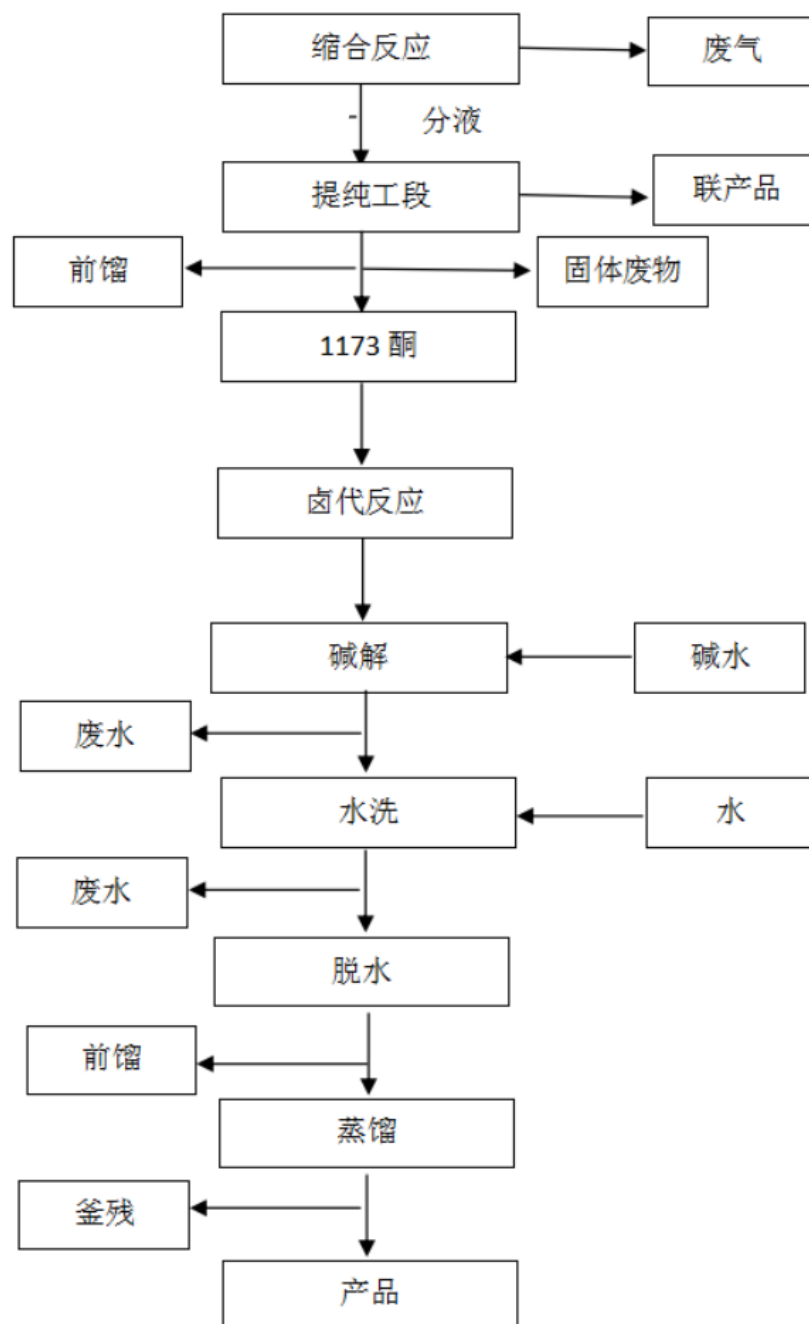 缩合反应
废气
分液
提纯工段
联产品
前馏
固体废物
1173 酮
卤代反应
碱解
碱水
废水
水洗
水
废水
脱水
前馏
蒸馏
釜残
产品